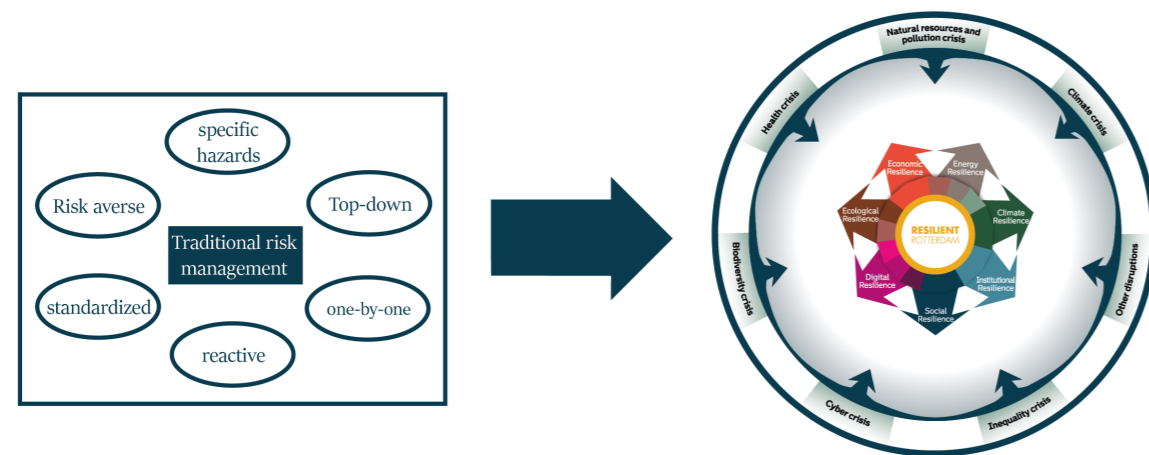 specific
hazards
Risk averse
Top-down
Traditional risk
management
standardized
one-by-one
reactive
Natural resources and
pollution crisis
Health crisis
Climate crisis
Biodiversity crisis
Other disruptions
Cyber crisis
Inequality crisis
Economic
Resilience
Energy
Resilience
Ecological
Resilience
Climate
Resilience
RESILIENT
ROTTERDAM
Digital
Resilience
Institutional
Resilience
Social
Resilience